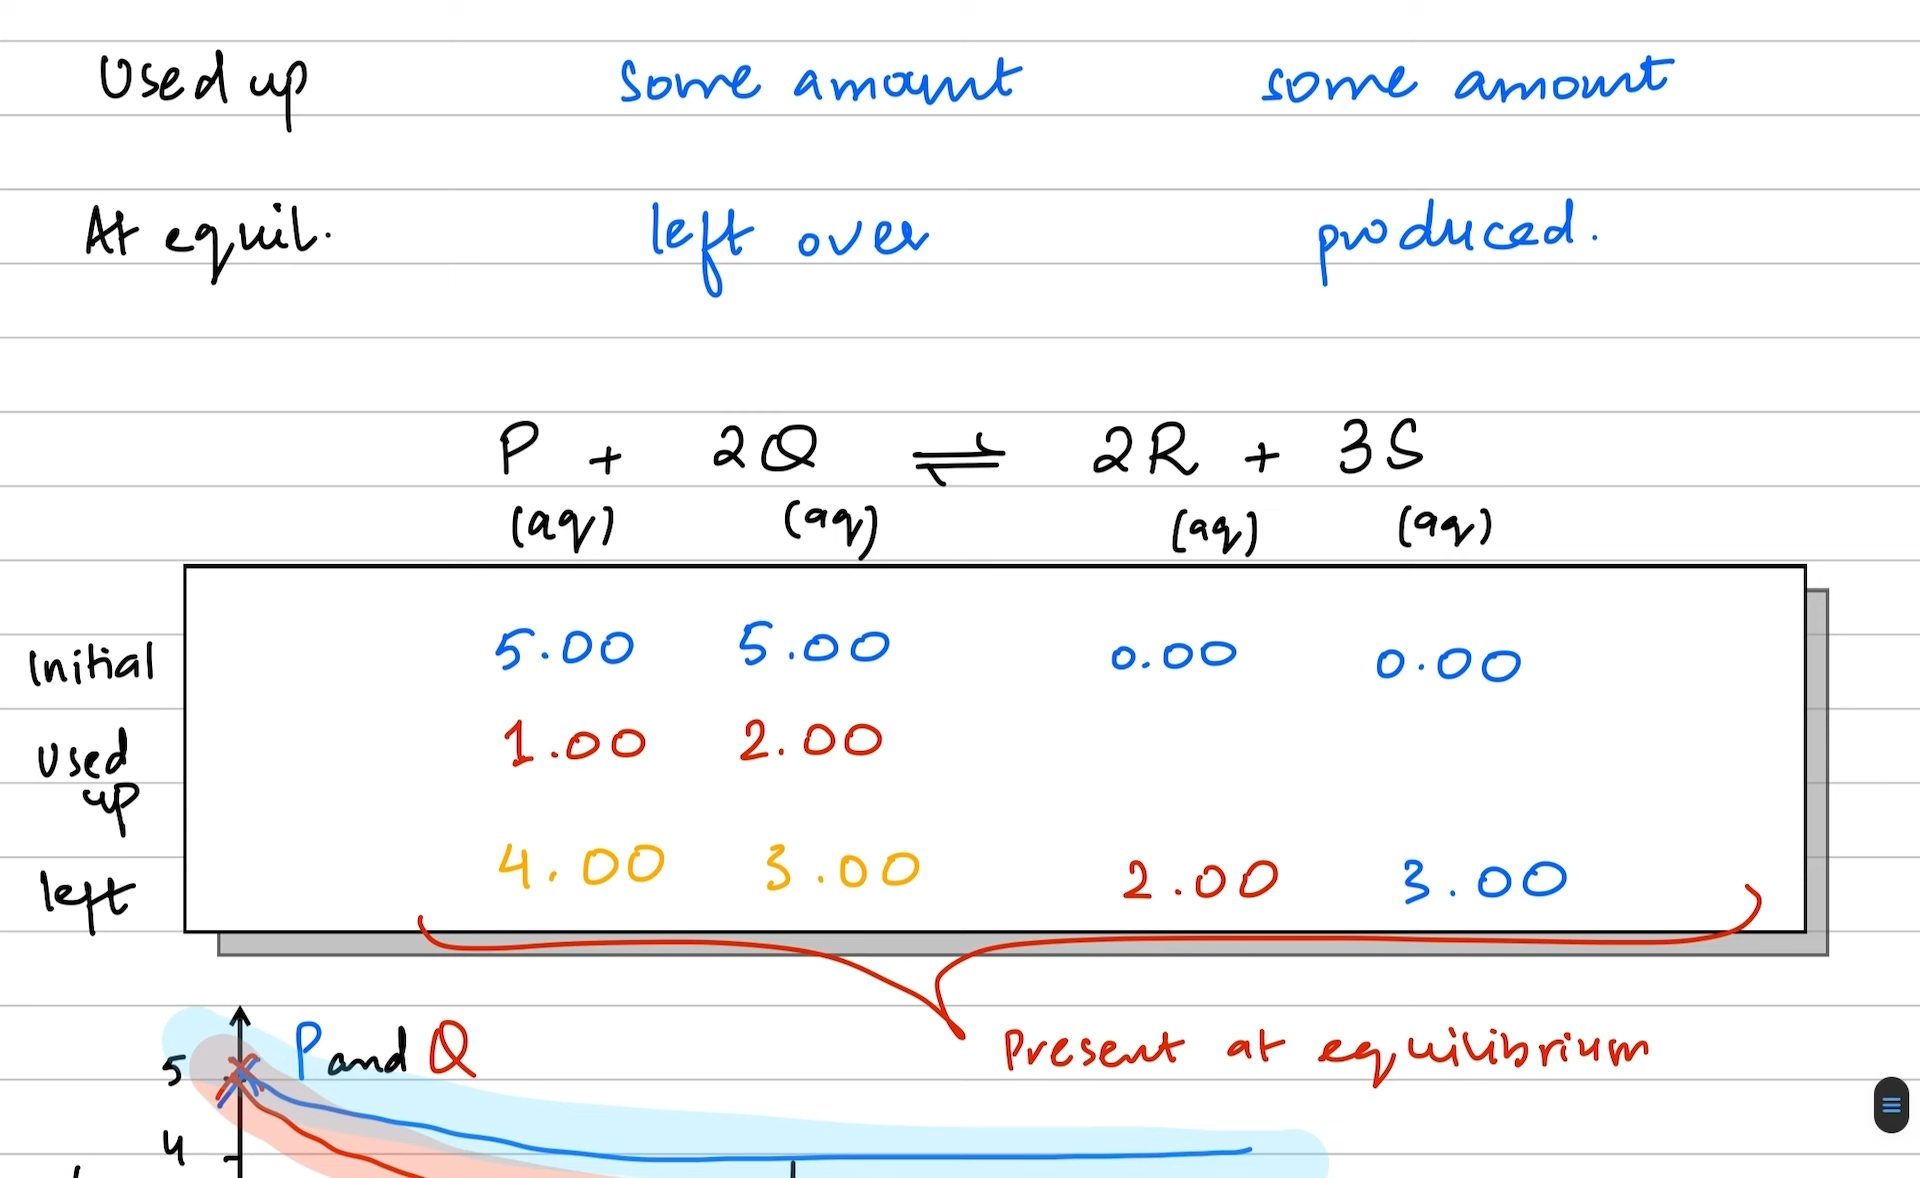 Used up some amount some amount
At equil. left over produced.
P + 2Q ⇌ 2R + 3S
(aq) (aq) (aq) (aq)
Initial 5.00 5.00 0.00 0.00
Used up 1.00 2.00
left 4.00 3.00 2.00 3.00
Present at equilibrium
5 P and Q
4